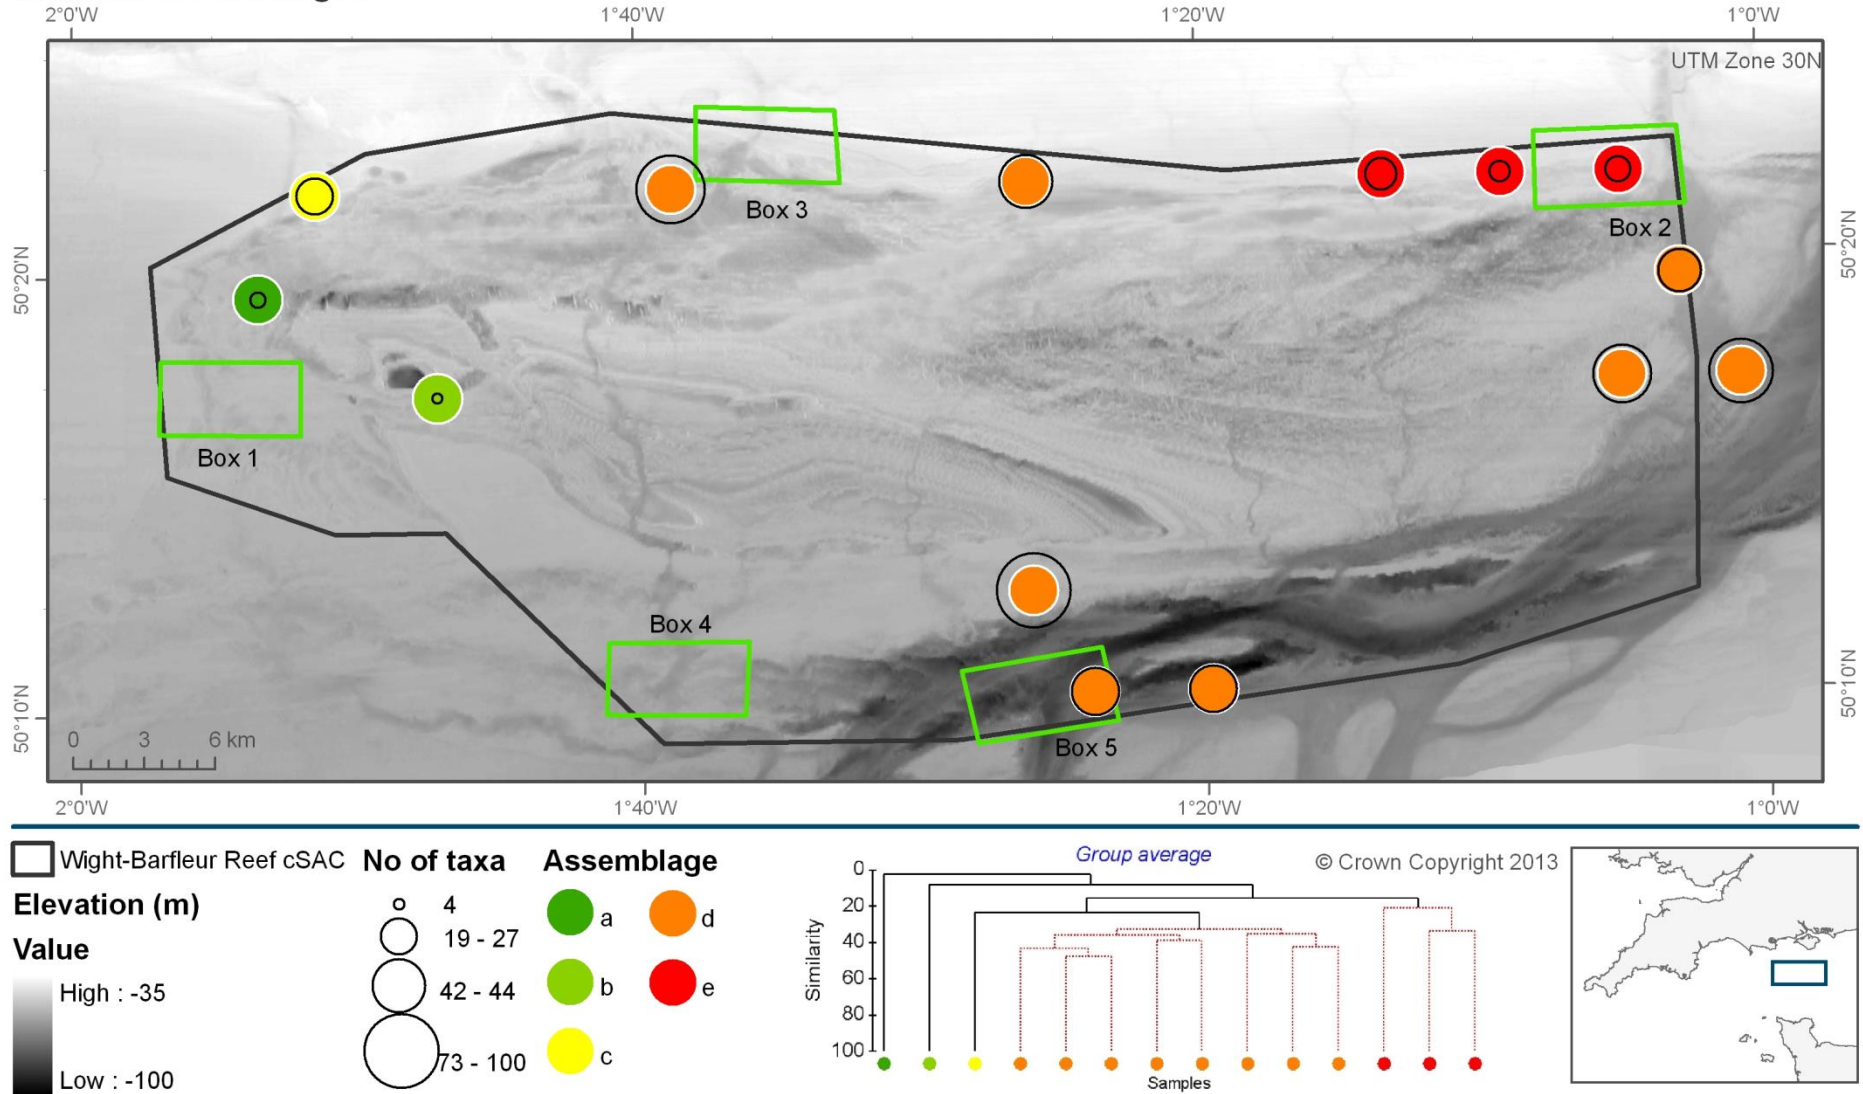 2°0'W 1°40'W 1°20'W 1°0'W
UTM Zone 30N
Box 3
Box 2
50°20'N
50°20'N
Box 1
Box 4
50°10'N
50°10'N
0 3 6 km
Box 5
2°0'W 1°40'W 1°20'W 1°0'W
Wight-Barfleur Reef cSAC
Elevation (m)
Value
High : -35
Low : -100
No of taxa
4
19 - 27
42 - 44
73 - 100
Assemblage
a
b
c
d
e
Group average
© Crown Copyright 2013
Similarity
0
20
40
60
80
100
Samples